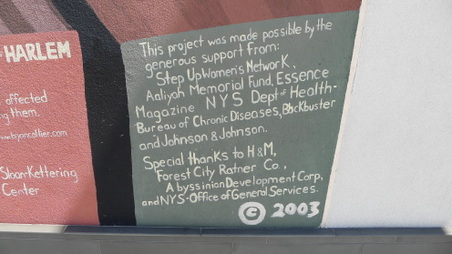 HARLEM
affected
them.
Sloan-Kettering
Center
This project was made possible by the
generous support from:
Step Up Women's Network,
Aaliyah Memorial Fund, Essence
Magazine NYS Dept of Health-
Bureau of Chronic Diseases, Blockbuster
and Johnson & Johnson.
Special thanks to H&M,
Forest City Ratner Co.,
Abyssinian Development Corp,
and NYS-Office of General Services.
© 2003